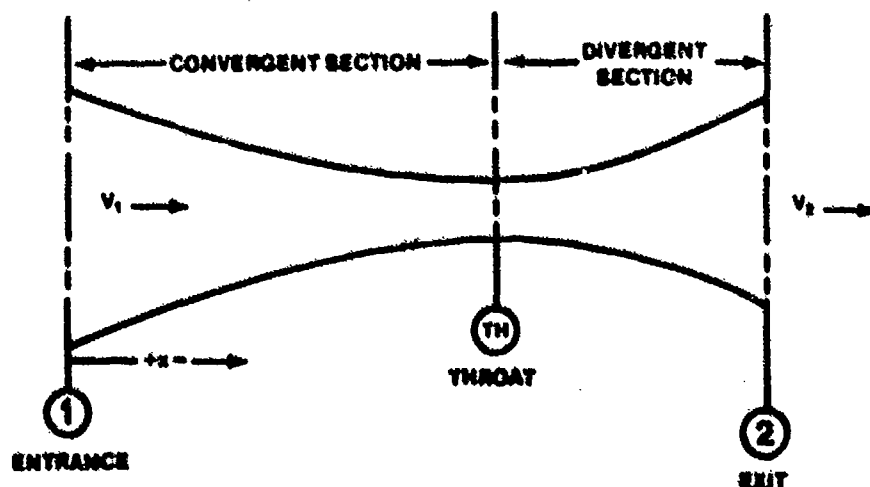 CONVERGENT SECTION
DIVERGENT
SECTION
V₁
V₂
+x
TH
THROAT
1
ENTRANCE
2
EXIT